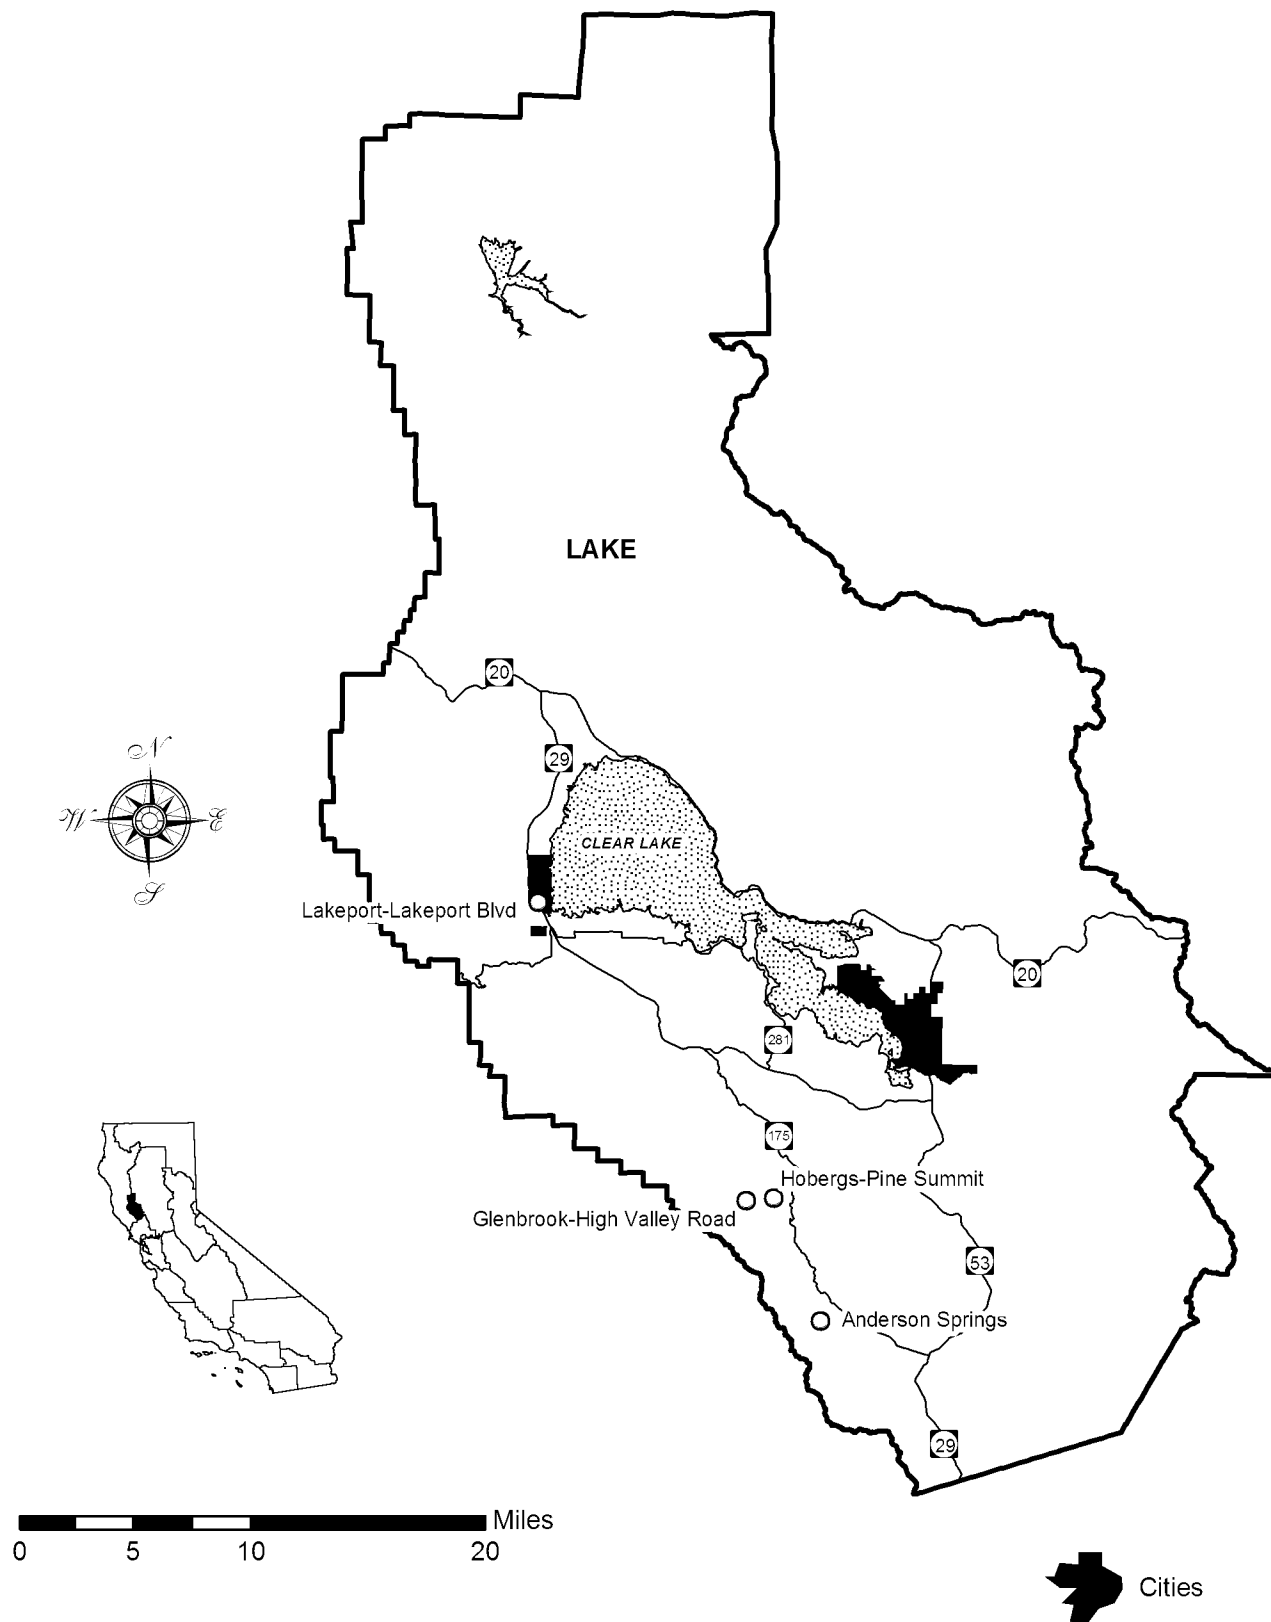 LAKE
20
N
29
W
E
CLEAR LAKE
S
Lakeport-Lakeport Blvd
20
281
175
Hobergs-Pine Summit
Glenbrook-High Valley Road
53
Anderson Springs
29
Miles
0 5 10 20
Cities